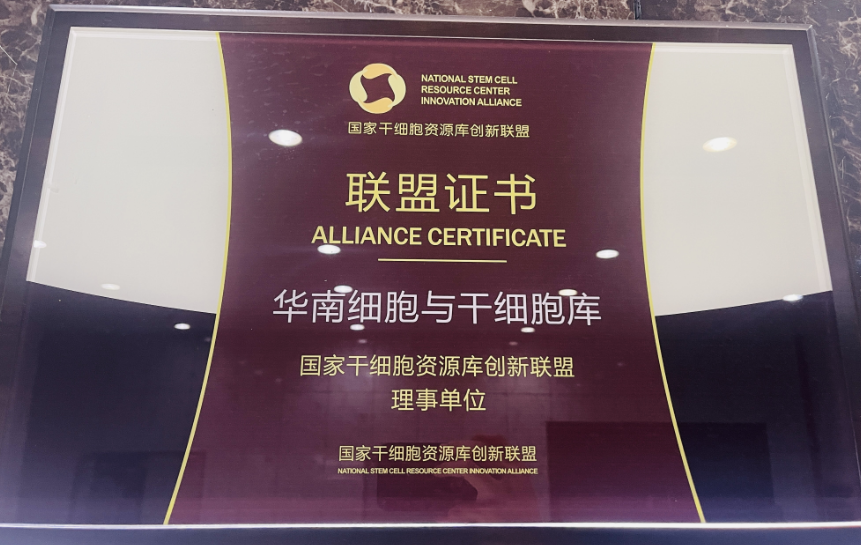 NATIONAL STEM CELL
RESOURCE CENTER
INNOVATION ALLIANCE
国家干细胞资源库创新联盟
联盟证书
ALLIANCE CERTIFICATE
华南细胞与干细胞库
国家干细胞资源库创新联盟
理事单位
国家干细胞资源库创新联盟
NATIONAL STEM CELL RESOURCE CENTER INNOVATION ALLIANCE